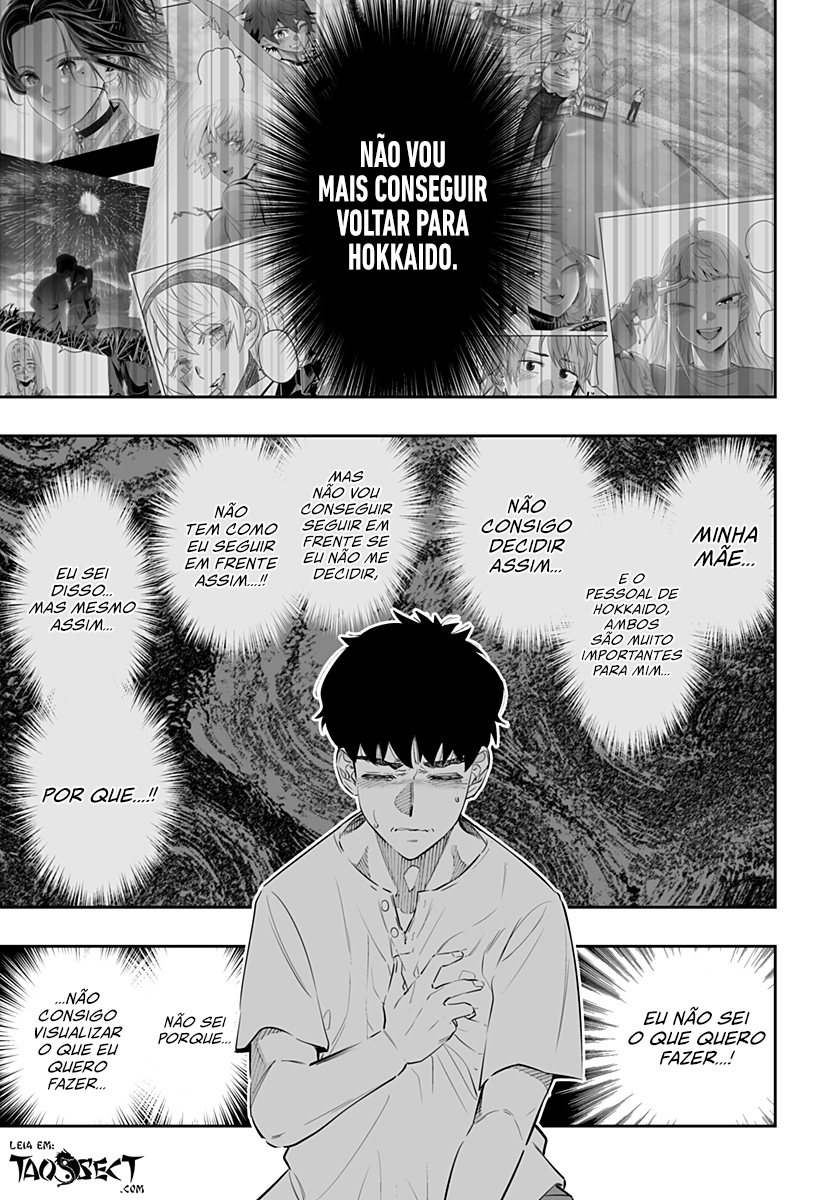 NÃO VOU
MAIS CONSEGUIR
VOLTAR PARA
HOKKAIDO.
MINHA
MÃE...
E O
PESSOAL DE
HOKKAIDO,
AMBOS
SÃO MUITO
IMPORTANTES
PARA MIM...
NÃO
CONSIGO
DECIDIR
ASSIM...
MAS
NÃO VOU
CONSEGUIR
SEGUIR EM
FRENTE SE
EU NÃO ME
DECIDIR,
NÃO
TEM COMO
EU SEGUIR
EM FRENTE
ASSIM....!!
EU SEI
DISSO...
MAS MESMO
ASSIM...
POR QUE....!!
EU NÃO SEI
O QUE QUERO
FAZER....!
NÃO SEI
PORQUE...
...NÃO
CONSIGO
VISUALIZAR
O QUE EU
QUERO
FAZER...
LEIA EM:
TAOSSECT
.COM